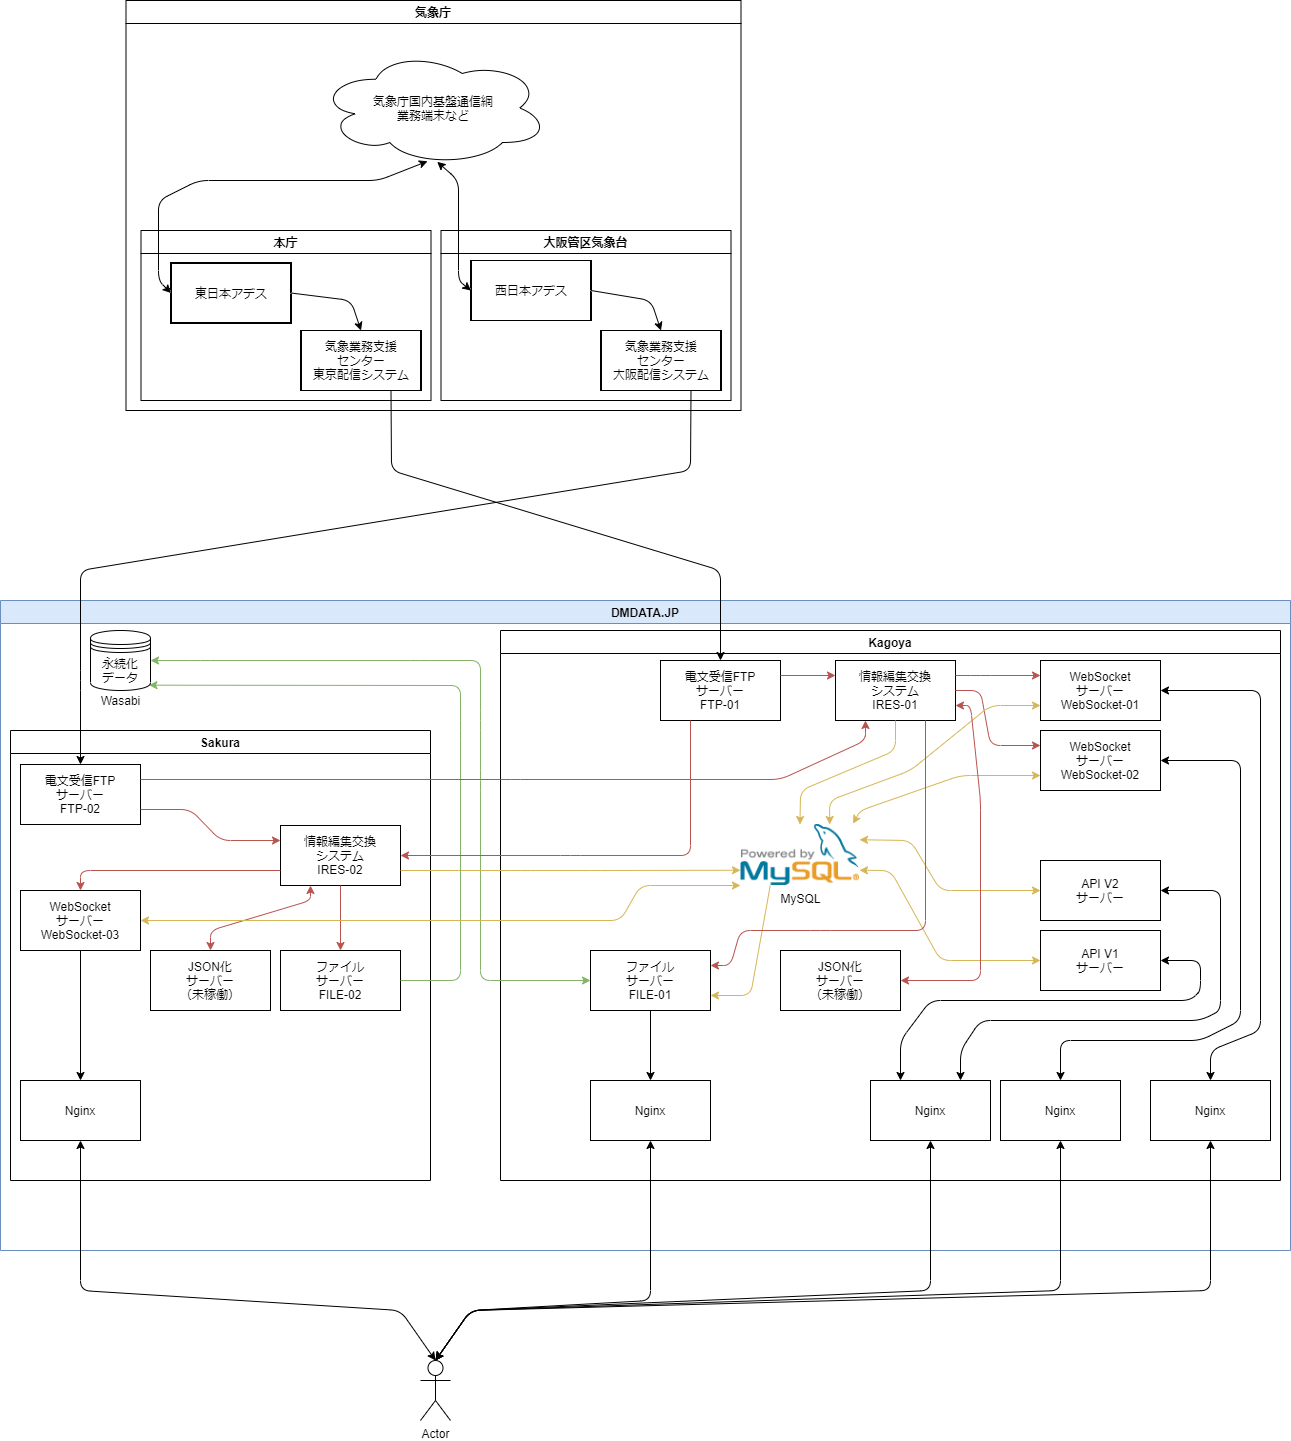 気象庁
気象庁国内基盤通信網
業務端末など
本庁
大阪管区気象台
東日本アデス
西日本アデス
気象業務支援
センター
東京配信システム
気象業務支援
センター
大阪配信システム
DMDATA.JP
永続化
データ
Wasabi
Kagoya
電文受信FTP
サーバー
FTP-01
情報編集交換
システム
IRES-01
WebSocket
サーバー
WebSocket-01
WebSocket
サーバー
WebSocket-02
Sakura
電文受信FTP
サーバー
FTP-02
情報編集交換
システム
IRES-02
Powered by
MySQL®
MySQL
API V2
サーバー
WebSocket
サーバー
WebSocket-03
API V1
サーバー
JSON化
サーバー
（未稼働）
ファイル
サーバー
FILE-02
ファイル
サーバー
FILE-01
JSON化
サーバー
（未稼働）
Nginx
Nginx
Nginx
Nginx
Nginx
Actor